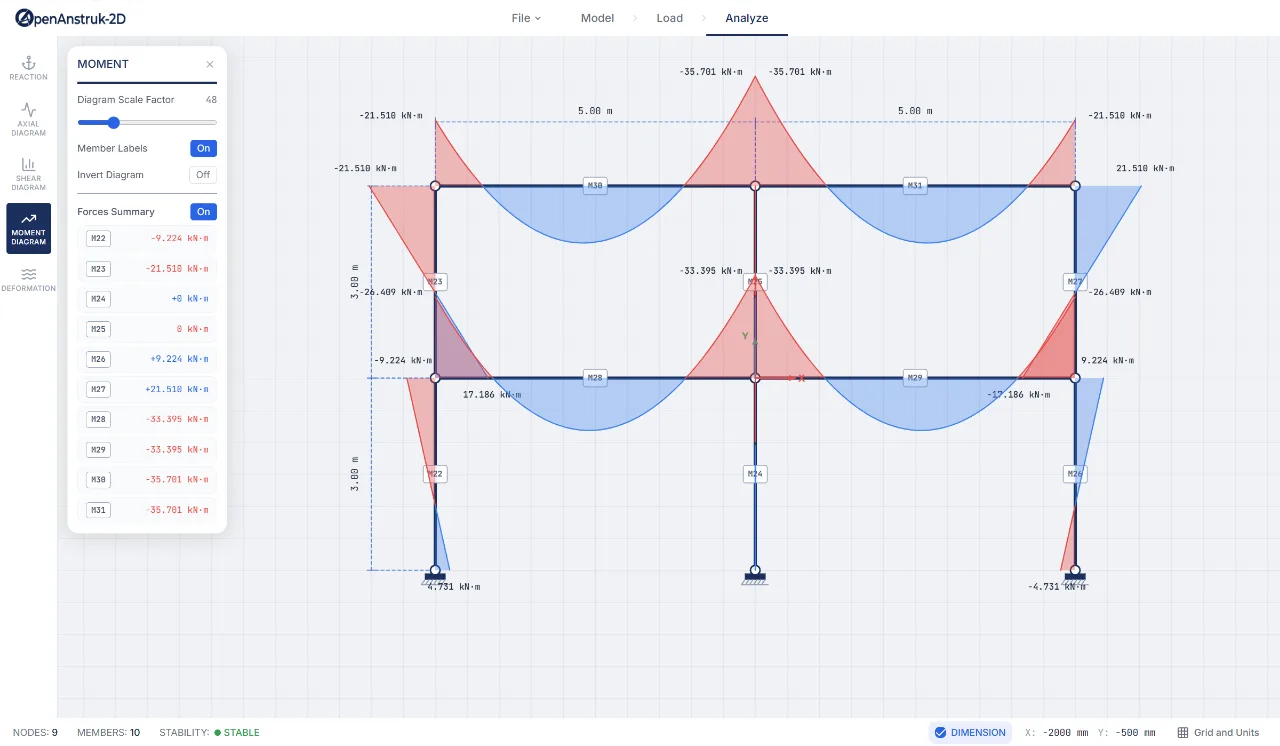 OpenAnstruk-2D
File
Model
Load
Analyze
REACTION
AXIAL
DIAGRAM
SHEAR
DIAGRAM
MOMENT
DIAGRAM
DEFORMATION
MOMENT
Diagram Scale Factor 48
Member Labels On
Invert Diagram Off
Forces Summary On
M22 -9.224 kN·m
M23 -21.510 kN·m
M24 +0 kN·m
M25 0 kN·m
M26 +9.224 kN·m
M27 +21.510 kN·m
M28 -33.395 kN·m
M29 -33.395 kN·m
M30 -35.701 kN·m
M31 -35.701 kN·m
-35.701 kN·m -35.701 kN·m
5.00 m 5.00 m
-21.510 kN·m -21.510 kN·m
-21.510 kN·m 21.510 kN·m
M30 M31
-33.395 kN·m -33.395 kN·m
3.00 m
M23 M25 M27
-26.409 kN·m -26.409 kN·m
Y
-9.224 kN·m 9.224 kN·m
M28 X M29
17.186 kN·m -17.186 kN·m
3.00 m
M22 M24 M26
4.731 kN·m -4.731 kN·m
NODES: 9 MEMBERS: 10 STABILITY: STABLE
DIMENSION X: -2000 mm Y: -500 mm Grid and Units